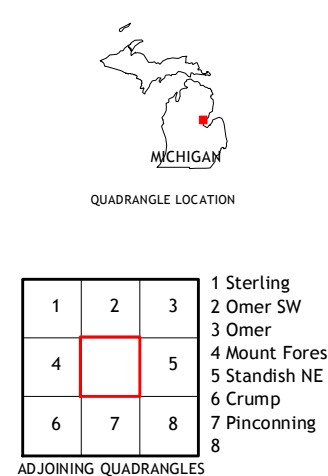 MICHIGAN
QUADRANGLE LOCATION
1 2 3
4 5
6 7 8
1 Sterling
2 Omer SW
3 Omer
4 Mount Fores
5 Standish NE
6 Crump
7 Pinconning
8
ADJOINING QUADRANGLES